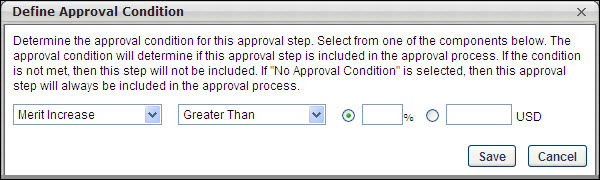 Define Approval Condition
Determine the approval condition for this approval step. Select from one of the components below. The
approval condition will determine if this approval step is included in the approval process. If the condition
is not met, then this step will not be included. If "No Approval Condition" is selected, then this approval
step will always be included in the approval process.
Merit Increase Greater Than % USD
Save Cancel